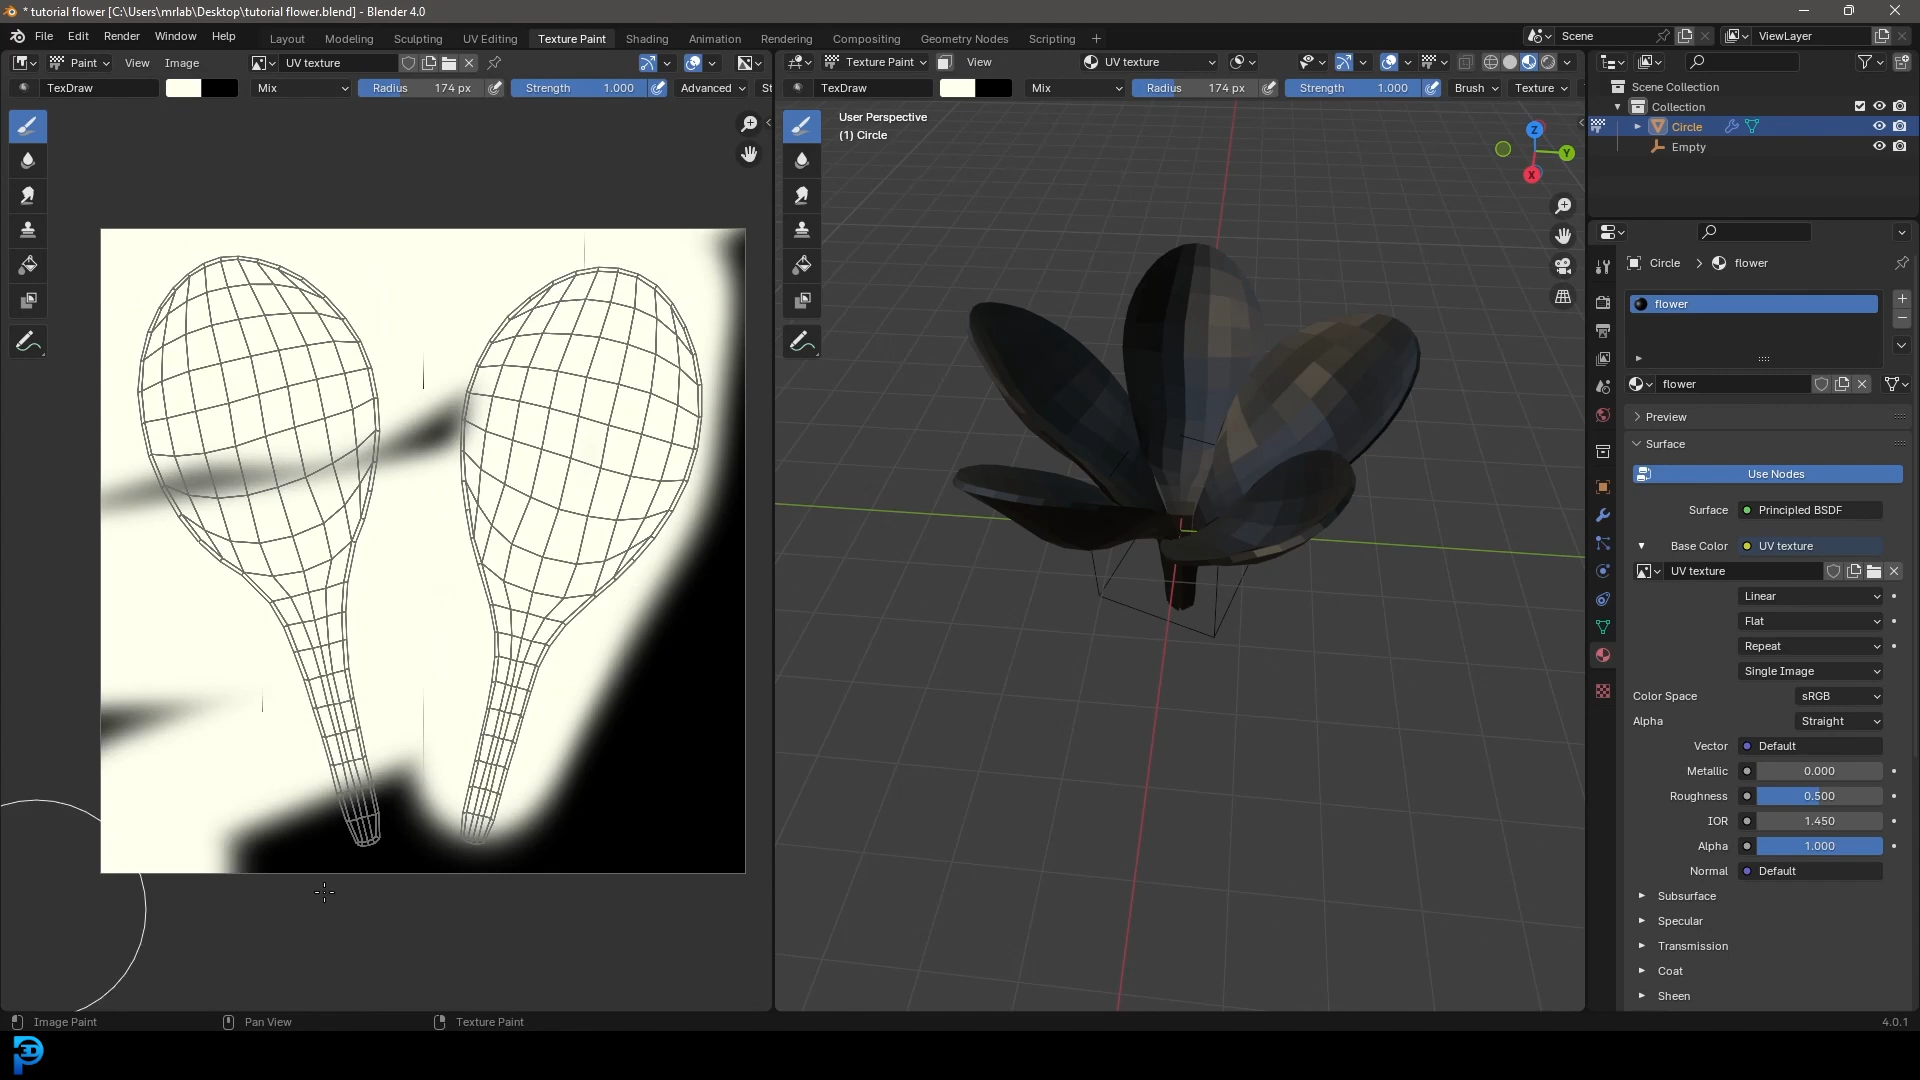 * tutorial flower [C:\Users\mrlab\Desktop\tutorial flower.blend] - Blender 4.0
File Edit Render Window Help Layout Modeling Sculpting UV Editing Texture Paint Shading Animation Rendering Compositing Geometry Nodes Scripting + Scene ViewLayer
Paint View Image UV texture
TexDraw Mix Radius 174 px Strength 1.000 Advanced St
Texture Paint View UV texture
TexDraw Mix Radius 174 px Strength 1.000 Brush Texture
User Perspective
(1) Circle
Z
Y
X
Scene Collection
Collection
Circle
Empty
Circle > flower
flower
flower
Preview
Surface
Use Nodes
Surface Principled BSDF
Base Color UV texture
UV texture
Linear
Flat
Repeat
Single Image
Color Space sRGB
Alpha Straight
Vector Default
Metallic 0.000
Roughness 0.500
IOR 1.450
Alpha 1.000
Normal Default
Subsurface
Specular
Transmission
Coat
Sheen
Image Paint Pan View Texture Paint 4.0.1
3D